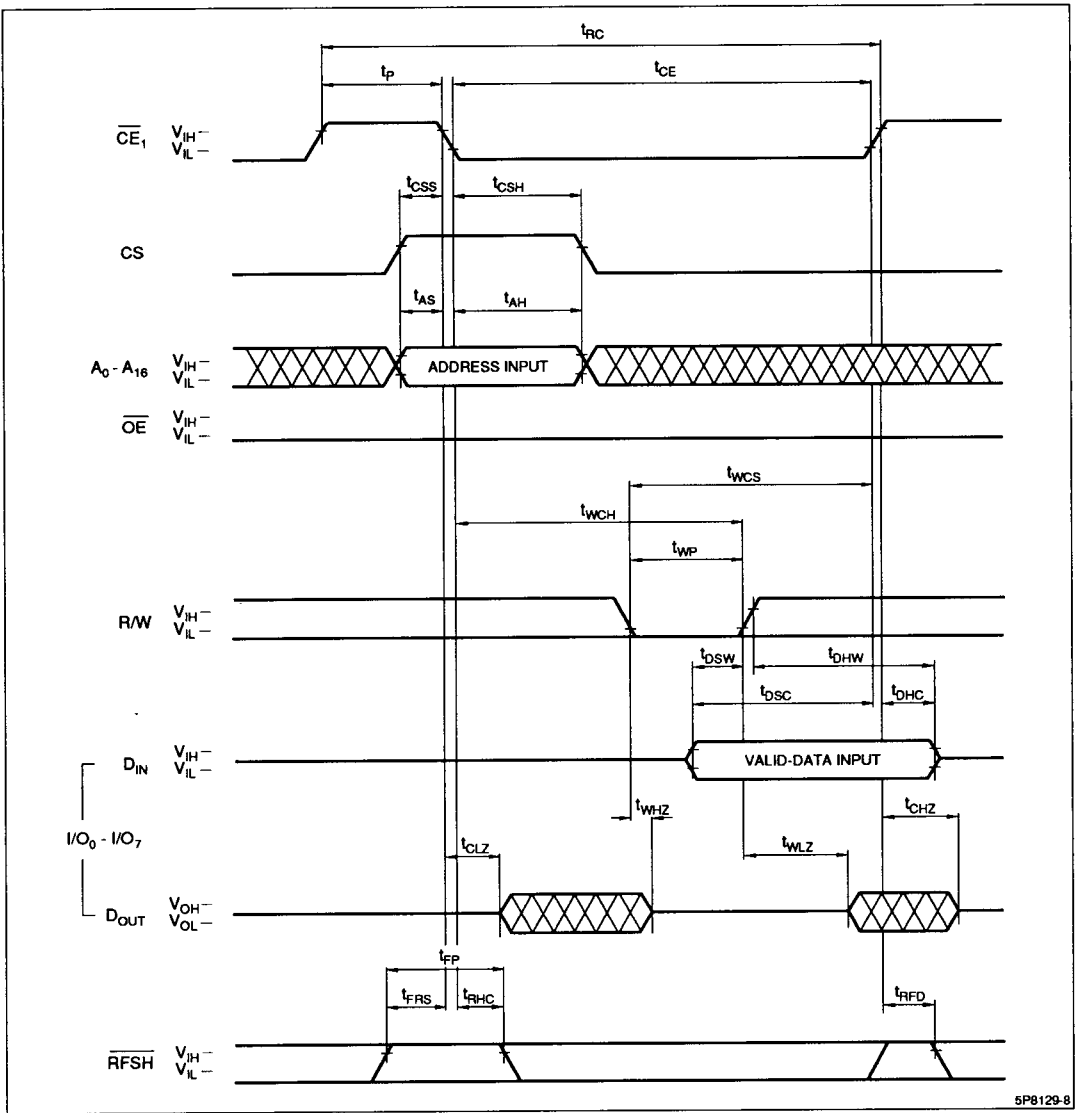 tRC
tP
tCE
CE1
VIH
VIL
tCSS
tCSH
CS
tAS
tAH
A0 - A16
VIH
VIL
ADDRESS INPUT
OE
VIH
VIL
tWCS
tWCH
tWP
R/W
VIH
VIL
tDSW
tDHW
tDSC
tDHC
DIN
VIH
VIL
VALID-DATA INPUT
tWHZ
tCHZ
I/O0 - I/O7
tCLZ
tWLZ
DOUT
VOH
VOL
tFP
tFRS
tRHC
tRFD
RFSH
VIH
VIL
5P8129-8